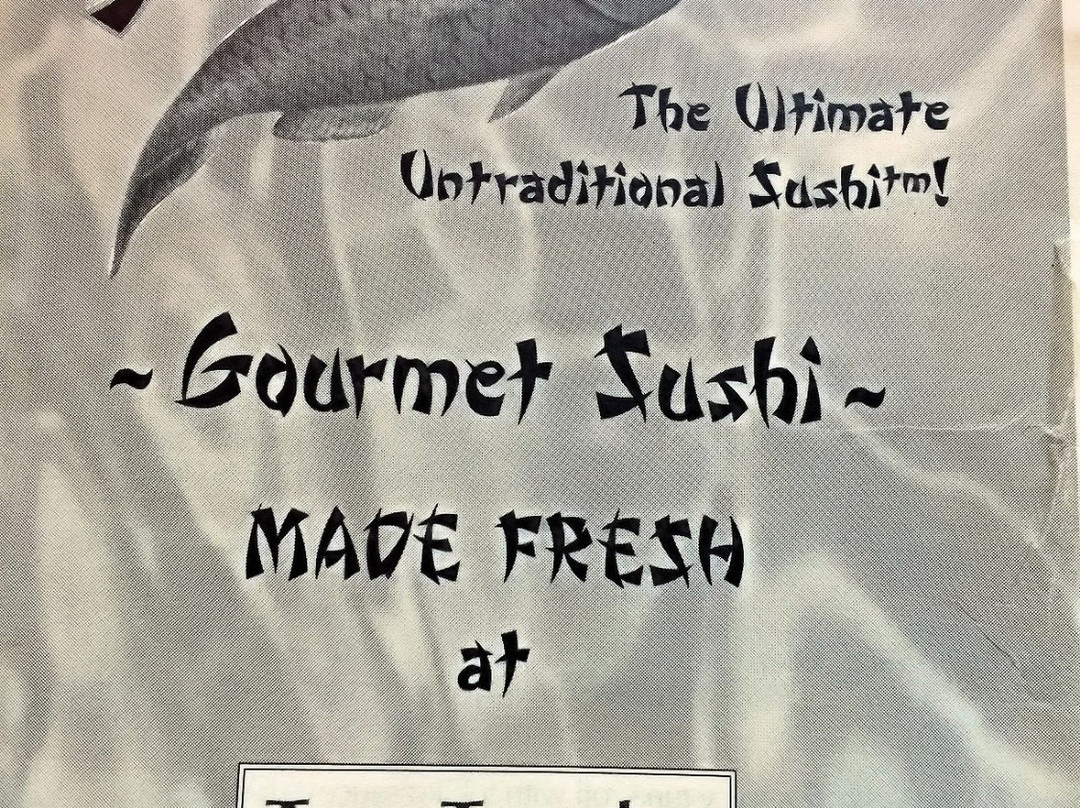 The Ultimate
Untraditional Sushi™!
~ Gourmet Sushi ~
MADE FRESH
at